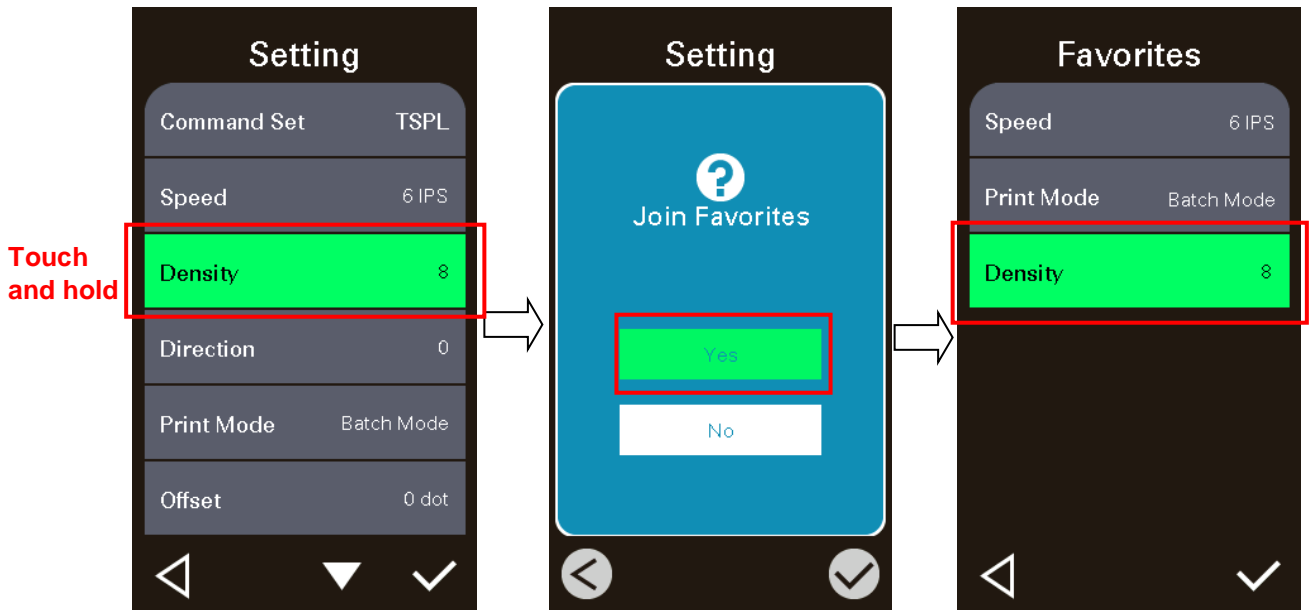 Touch
and hold
Setting
Command Set TSPL
Speed 6 IPS
Density 8
Direction 0
Print Mode Batch Mode
Offset 0 dot
Setting
?
Join Favorites
Yes
No
Favorites
Speed 6 IPS
Print Mode Batch Mode
Density 8